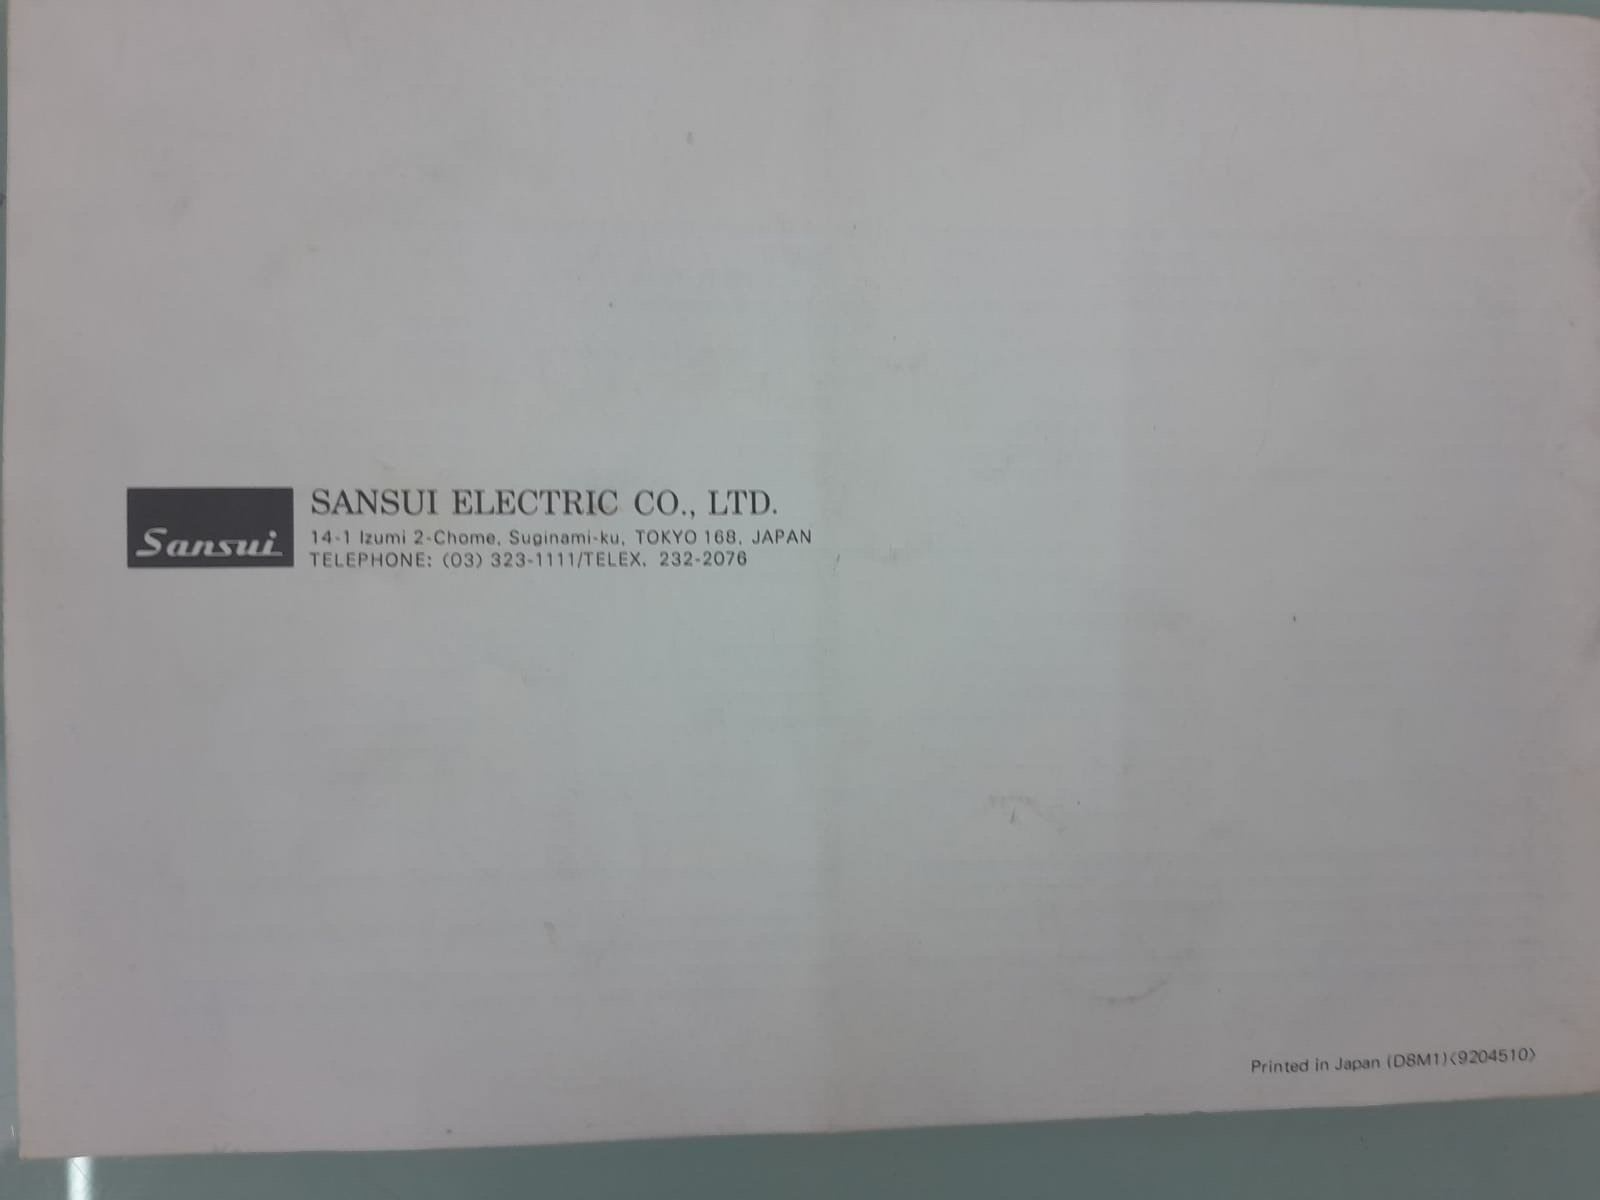 Sansui
SANSUI ELECTRIC CO., LTD.
14-1 Izumi 2-Chome, Suginami-ku, TOKYO 168, JAPAN
TELEPHONE: (03) 323-1111/TELEX. 232-2076
Printed in Japan (D8M1)<9204510>